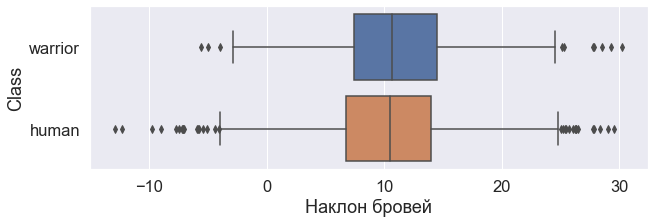 warrior
Class
human
−10 0 10 20 30
Наклон бровей